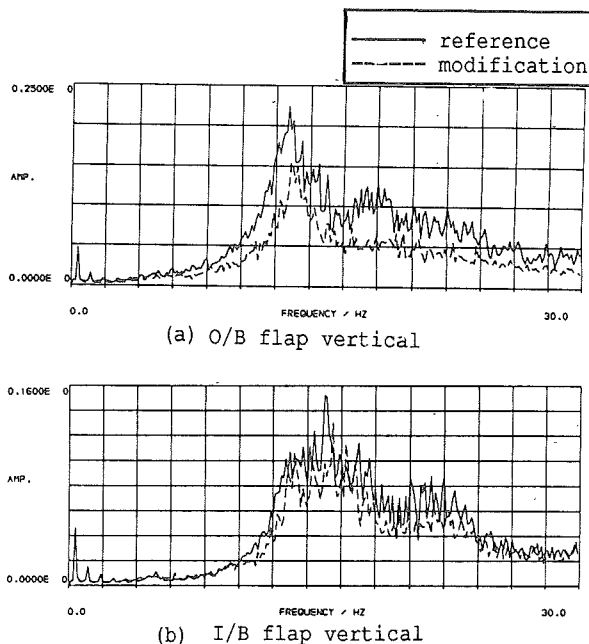 reference
modification
0.2500E 0
AMP.
0.0000E 0
0.0 FREQUENCY / HZ 30.0
(a) O/B flap vertical
0.1600E 0
AMP.
0.0000E 0
0.0 FREQUENCY / HZ 30.0
(b) I/B flap vertical